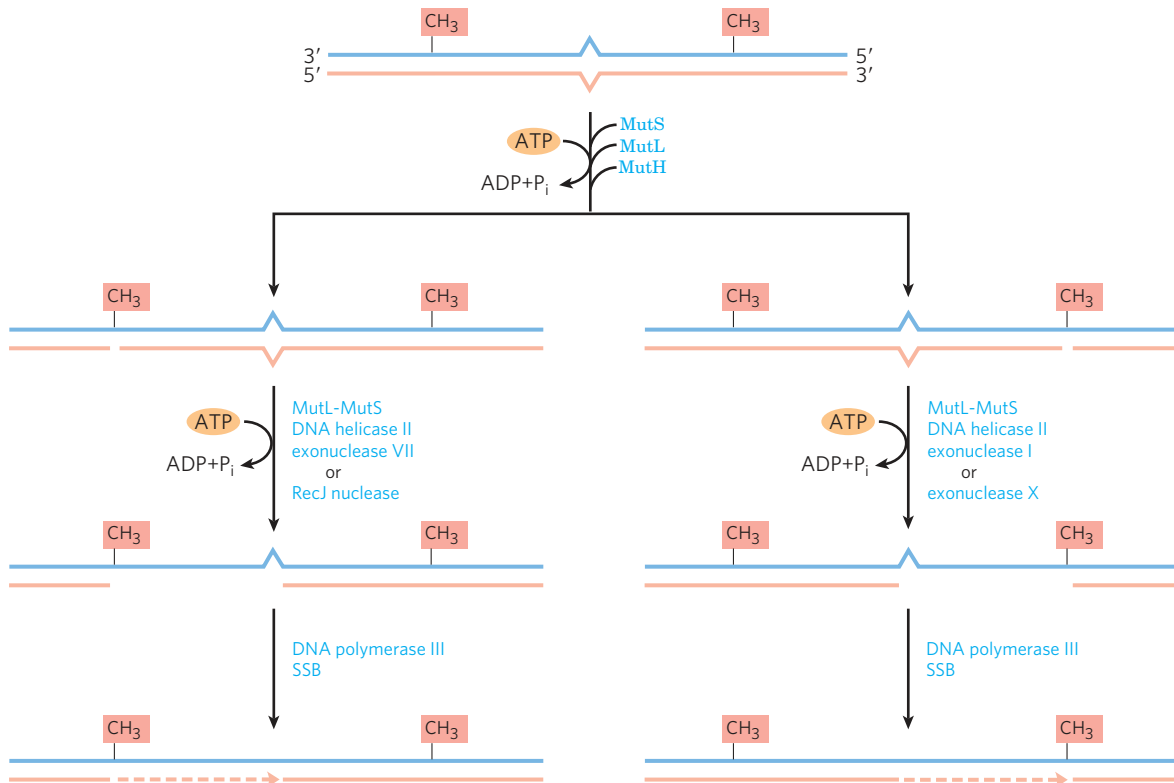 CH3 CH3
3′ 5′
5′ 3′
MutS
ATP MutL
MutH
ADP+Pi
CH3 CH3 CH3 CH3
MutL-MutS MutL-MutS
ATP DNA helicase II ATP DNA helicase II
exonuclease VII exonuclease I
ADP+Pi or ADP+Pi or
RecJ nuclease exonuclease X
CH3 CH3 CH3 CH3
DNA polymerase III DNA polymerase III
SSB SSB
CH3 CH3 CH3 CH3